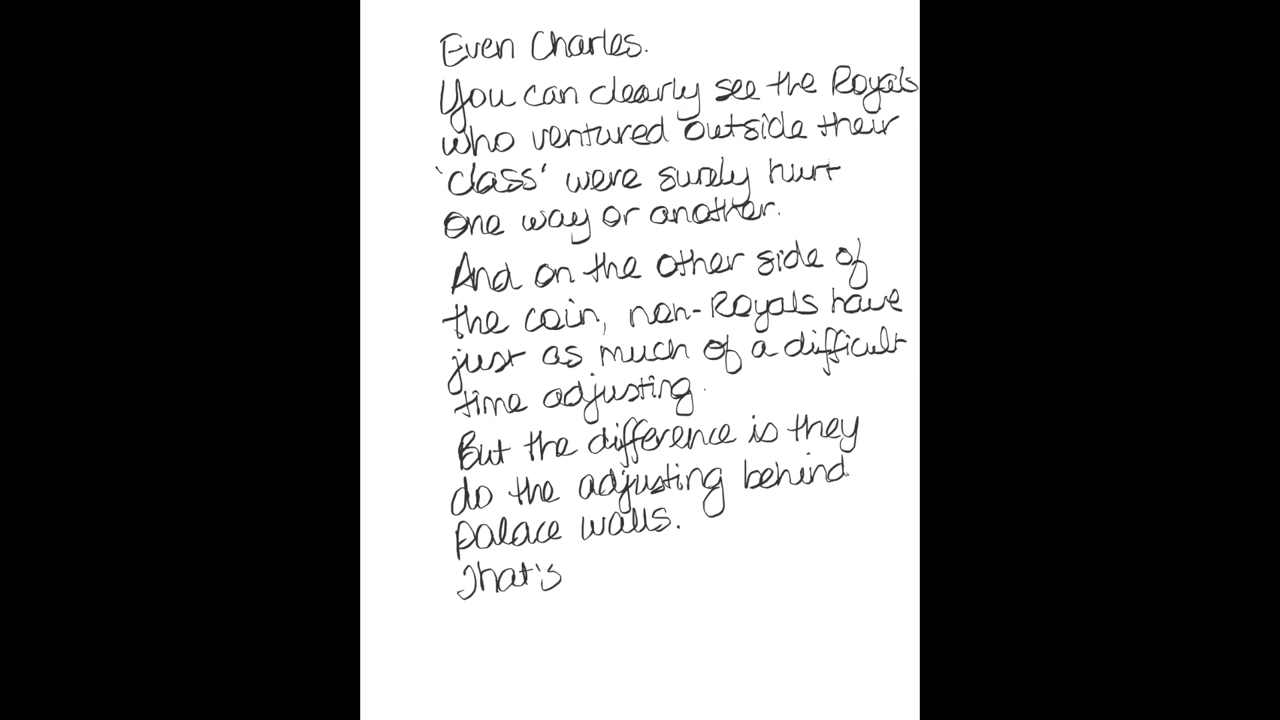 Even Charles.
You can clearly see the Royals
who ventured outside their
'class' were surely hurt
one way or another.
And on the other side of
the coin, non-Royals have
just as much of a difficult
time adjusting.
But the difference is they
do the adjusting behind
palace walls.
That's